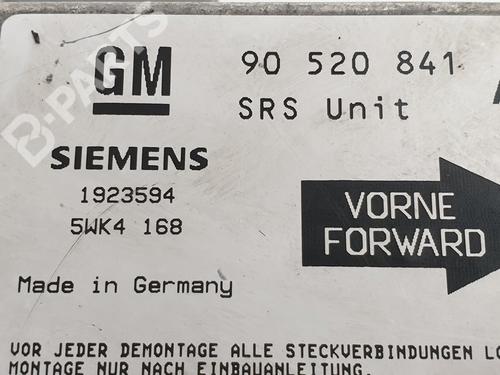 GM
90 520 841
SRS Unit
SIEMENS
1923594
5WK4 168
VORNE
FORWARD
Made in Germany
VOR JEDER DEMONTAGE ALLE STECKVERBINDUNGEN
MONTAGE NUR NACH EINBAUANLEITUNG.
B-PARTS